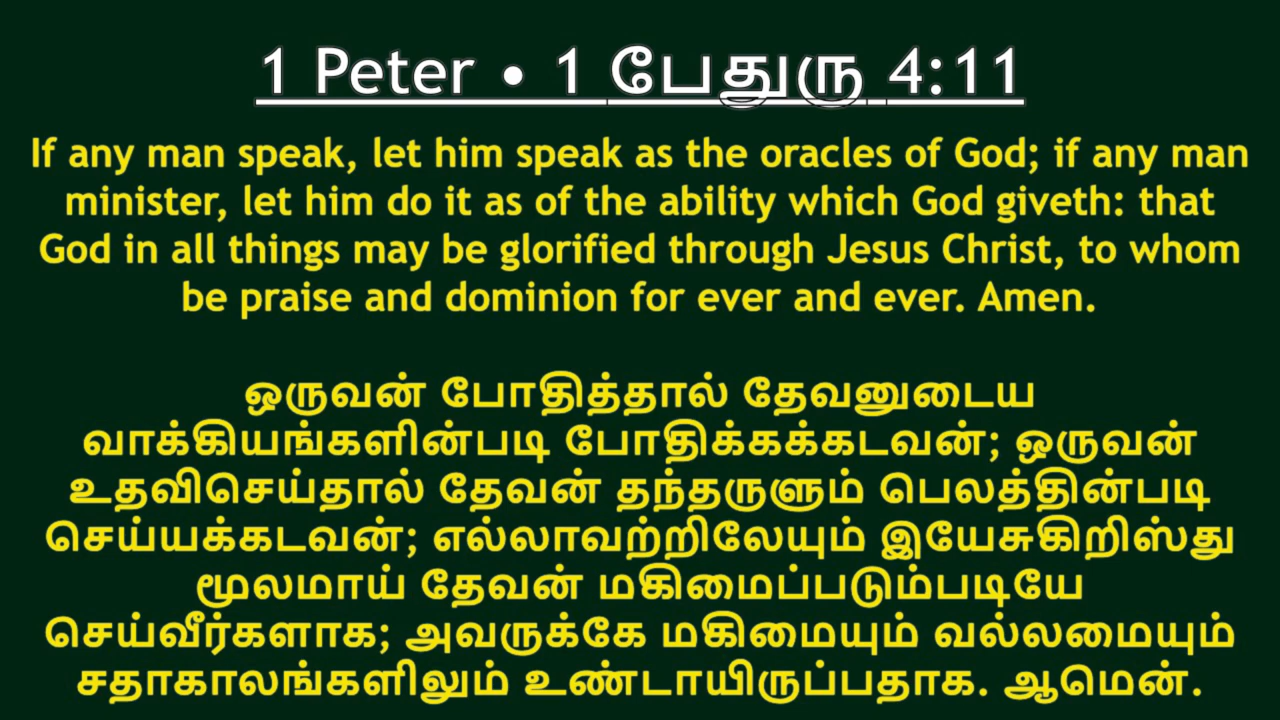 1 Peter • 1 பேதுரு 4:11
If any man speak, let him speak as the oracles of God; if any man
minister, let him do it as of the ability which God giveth: that
God in all things may be glorified through Jesus Christ, to whom
be praise and dominion for ever and ever. Amen.
ஒருவன் போதித்தால் தேவனுடைய
வாக்கியங்களின்படி போதிக்கக்கடவன்; ஒருவன்
உதவிசெய்தால் தேவன் தந்தருளும் பெலத்தின்படி
செய்யக்கடவன்; எல்லாவற்றிலேயும் இயேசுகிறிஸ்து
மூலமாய் தேவன் மகிமைப்படும்படியே
செய்வீர்களாக; அவருக்கே மகிமையும் வல்லமையும்
சதாகாலங்களிலும் உண்டாயிருப்பதாக. ஆமென்.